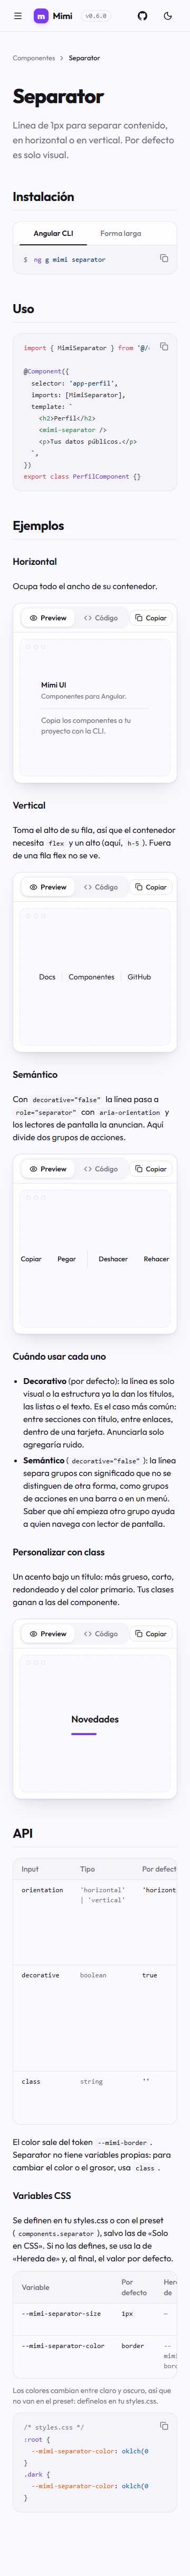 m Mimi v0.6.0
Componentes > Separator
Separator
Línea de 1px para separar contenido,
en horizontal o en vertical. Por defecto
es solo visual.
Instalación
Angular CLI Forma larga
$ ng g mimi separator
Uso
import { MimiSeparator } from '@/
@Component({
selector: 'app-perfil',
imports: [MimiSeparator],
template: `
<h2>Perfil</h2>
<mimi-separator />
<p>Tus datos públicos.</p>
`,
})
export class PerfilComponent {}
Ejemplos
Horizontal
Ocupa todo el ancho de su contenedor.
Preview Código Copiar
Mimi UI
Componentes para Angular.
Copia los componentes a tu
proyecto con la CLI.
Vertical
Toma el alto de su fila, así que el contenedor
necesita flex y un alto (aquí, h-5). Fuera
de una fila flex no se ve.
Preview Código Copiar
Docs Componentes GitHub
Semántico
Con decorative="false" la línea pasa a
role="separator" con aria-orientation y
los lectores de pantalla la anuncian. Aquí
divide dos grupos de acciones.
Preview Código Copiar
Copiar Pegar Deshacer Rehacer
Cuándo usar cada uno
• Decorativo (por defecto): la línea es solo
visual y la estructura ya la dan los títulos,
las listas o el texto. Es el caso más común:
entre secciones con título, entre enlaces,
dentro de una tarjeta. Anunciarla solo
agregaría ruido.
• Semántico (decorative="false"): la línea
separa grupos con significado que no se
distinguen de otra forma, como grupos
de acciones en una barra o en un menú.
Saber que ahí empieza otro grupo ayuda
a quien navega con lector de pantalla.
Personalizar con class
Un acento bajo un título: más grueso, corto,
redondeado y del color primario. Tus clases
ganan a las del componente.
Preview Código Copiar
Novedades
API
Input Tipo Por defect
orientation 'horizontal' 'horizont
| 'vertical'
decorative boolean true
class string ''
El color sale del token --mimi-border.
Separator no tiene variables propias: para
cambiar el color o el grosor, usa class.
Variables CSS
Se definen en tu styles.css o con el preset
(components.separator), salvo las de «Solo
en CSS». Si no las defines, se usa la de
«Hereda de» y, al final, el valor por defecto.
Variable Por defecto Here de
--mimi-separator-size 1px —
--mimi-separator-color border --
mimi
bord
Los colores cambian entre claro y oscuro, así que
no van en el preset: defínelos en tu styles.css.
/* styles.css */
:root {
--mimi-separator-color: oklch(0
}
.dark {
--mimi-separator-color: oklch(0
}